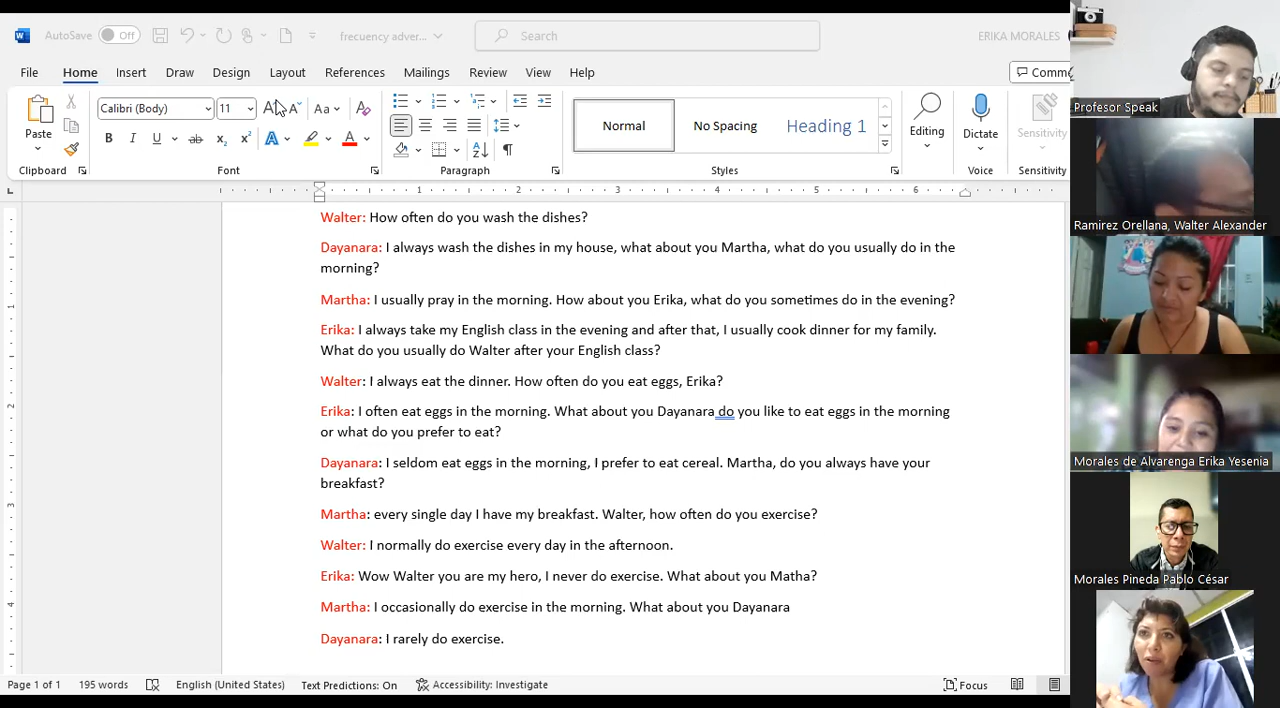 AutoSave Off frecuency adver... Search ERIKA MORALES
File Home Insert Draw Design Layout References Mailings Review View Help Comme
Paste Calibri (Body) 11 Aa Normal No Spacing Heading 1 Editing Dictate Sensitivity
Clipboard Font Paragraph Styles Voice Sensitivity
1 2 3 4 5 6
Walter: How often do you wash the dishes?
Dayanara: I always wash the dishes in my house, what about you Martha, what do you usually do in the
morning?
Martha: I usually pray in the morning. How about you Erika, what do you sometimes do in the evening?
Erika: I always take my English class in the evening and after that, I usually cook dinner for my family.
What do you usually do Walter after your English class?
Walter: I always eat the dinner. How often do you eat eggs, Erika?
Erika: I often eat eggs in the morning. What about you Dayanara do you like to eat eggs in the morning
or what do you prefer to eat?
Dayanara: I seldom eat eggs in the morning, I prefer to eat cereal. Martha, do you always have your
breakfast?
Martha: every single day I have my breakfast. Walter, how often do you exercise?
Walter: I normally do exercise every day in the afternoon.
Erika: Wow Walter you are my hero, I never do exercise. What about you Matha?
Martha: I occasionally do exercise in the morning. What about you Dayanara
Dayanara: I rarely do exercise.
Page 1 of 1 195 words English (United States) Text Predictions: On Accessibility: Investigate Focus
Profesor Speak
Ramirez Orellana, Walter Alexander
Morales de Alvarenga Erika Yesenia
Morales Pineda Pablo César